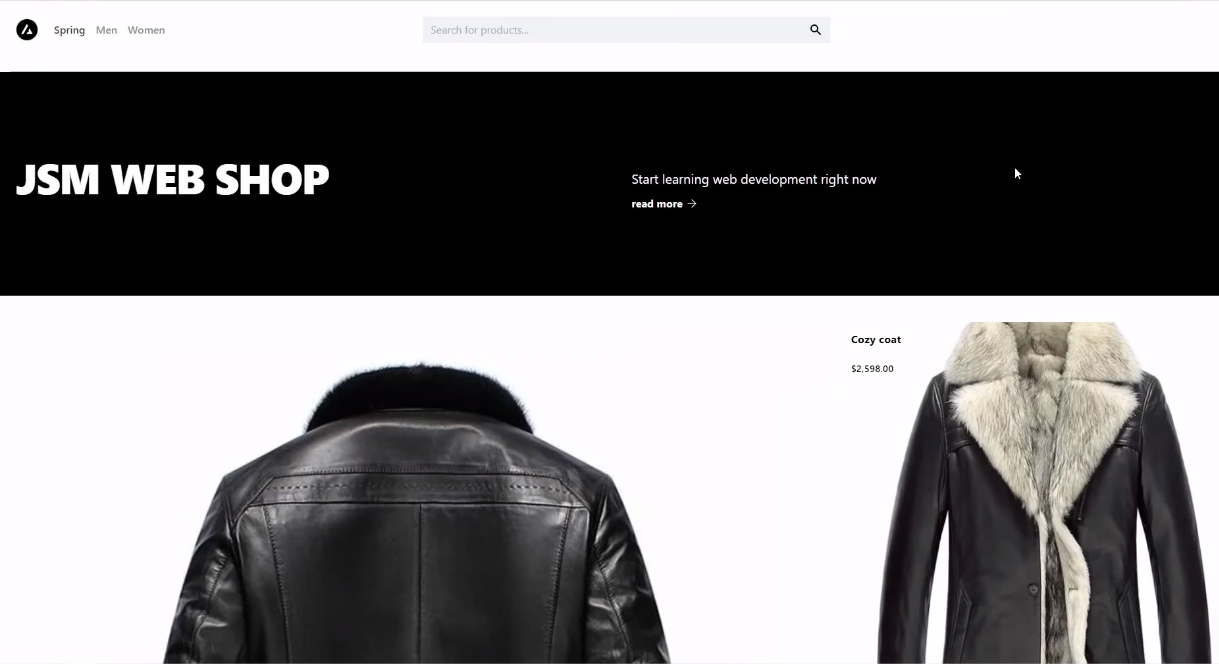 Spring Men Women
Search for products...
JSM WEB SHOP
Start learning web development right now
read more →
Cozy coat
$2,598.00